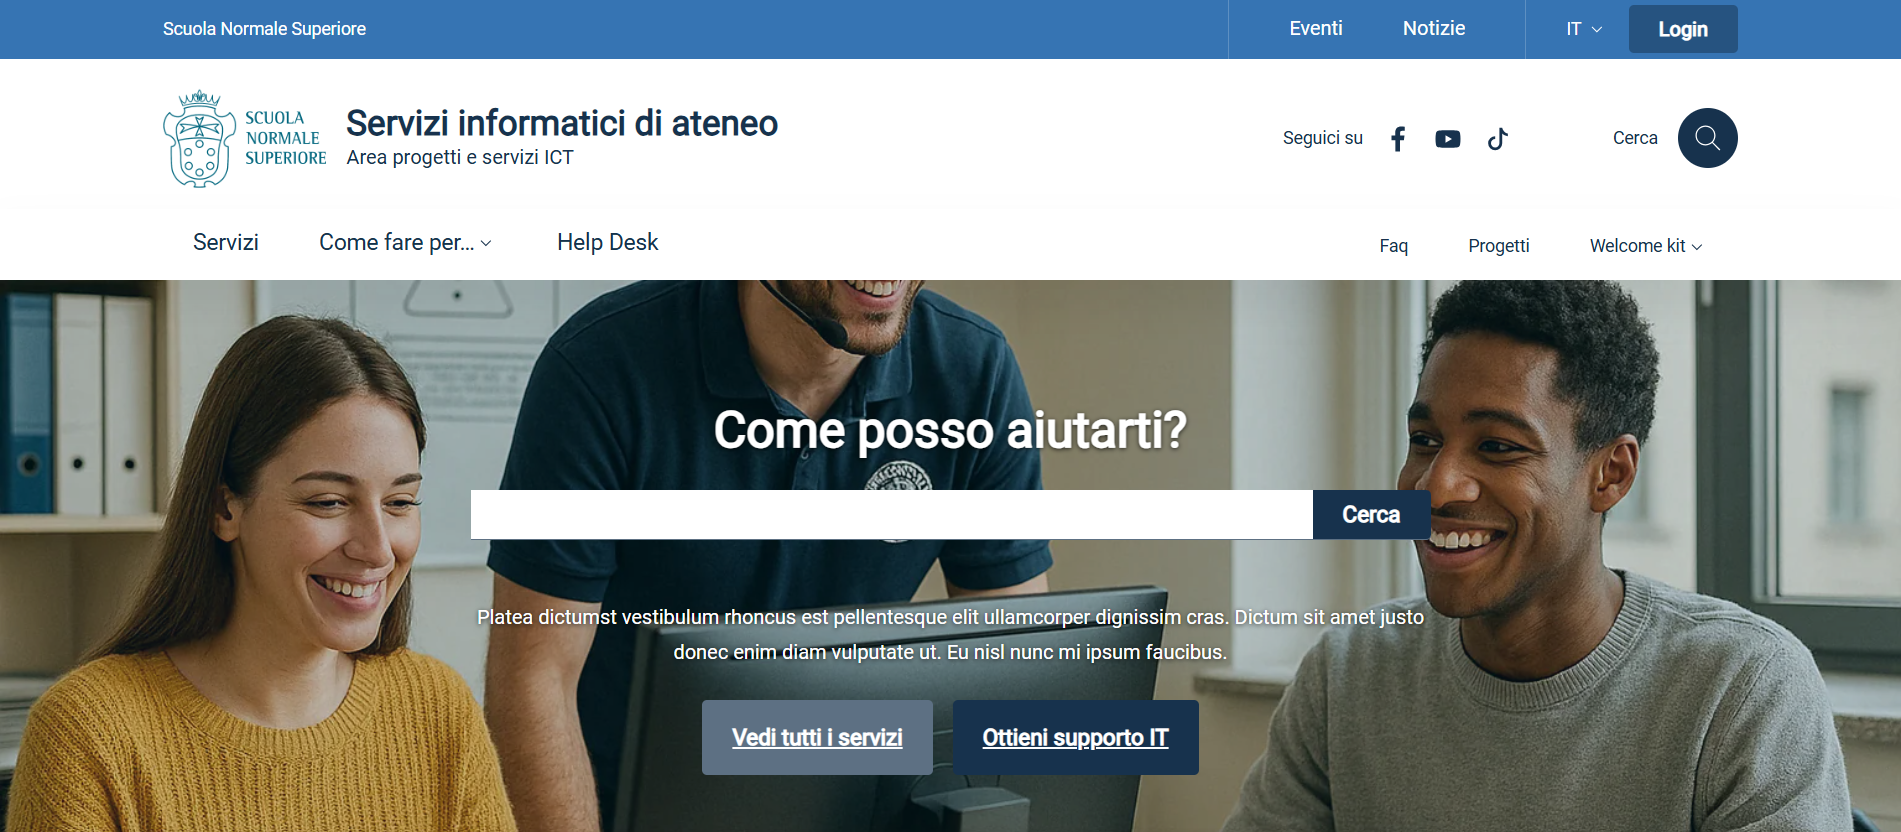 Scuola Normale Superiore
Eventi
Notizie
IT
Login
SCUOLA
NORMALE
SUPERIORE
Servizi informatici di ateneo
Area progetti e servizi ICT
Seguici su
Cerca
Servizi
Come fare per...
Help Desk
Faq
Progetti
Welcome kit
Come posso aiutarti?
Cerca
Platea dictumst vestibulum rhoncus est pellentesque elit ullamcorper dignissim cras. Dictum sit amet justo
donec enim diam vulputate ut. Eu nisl nunc mi ipsum faucibus.
Vedi tutti i servizi
Ottieni supporto IT